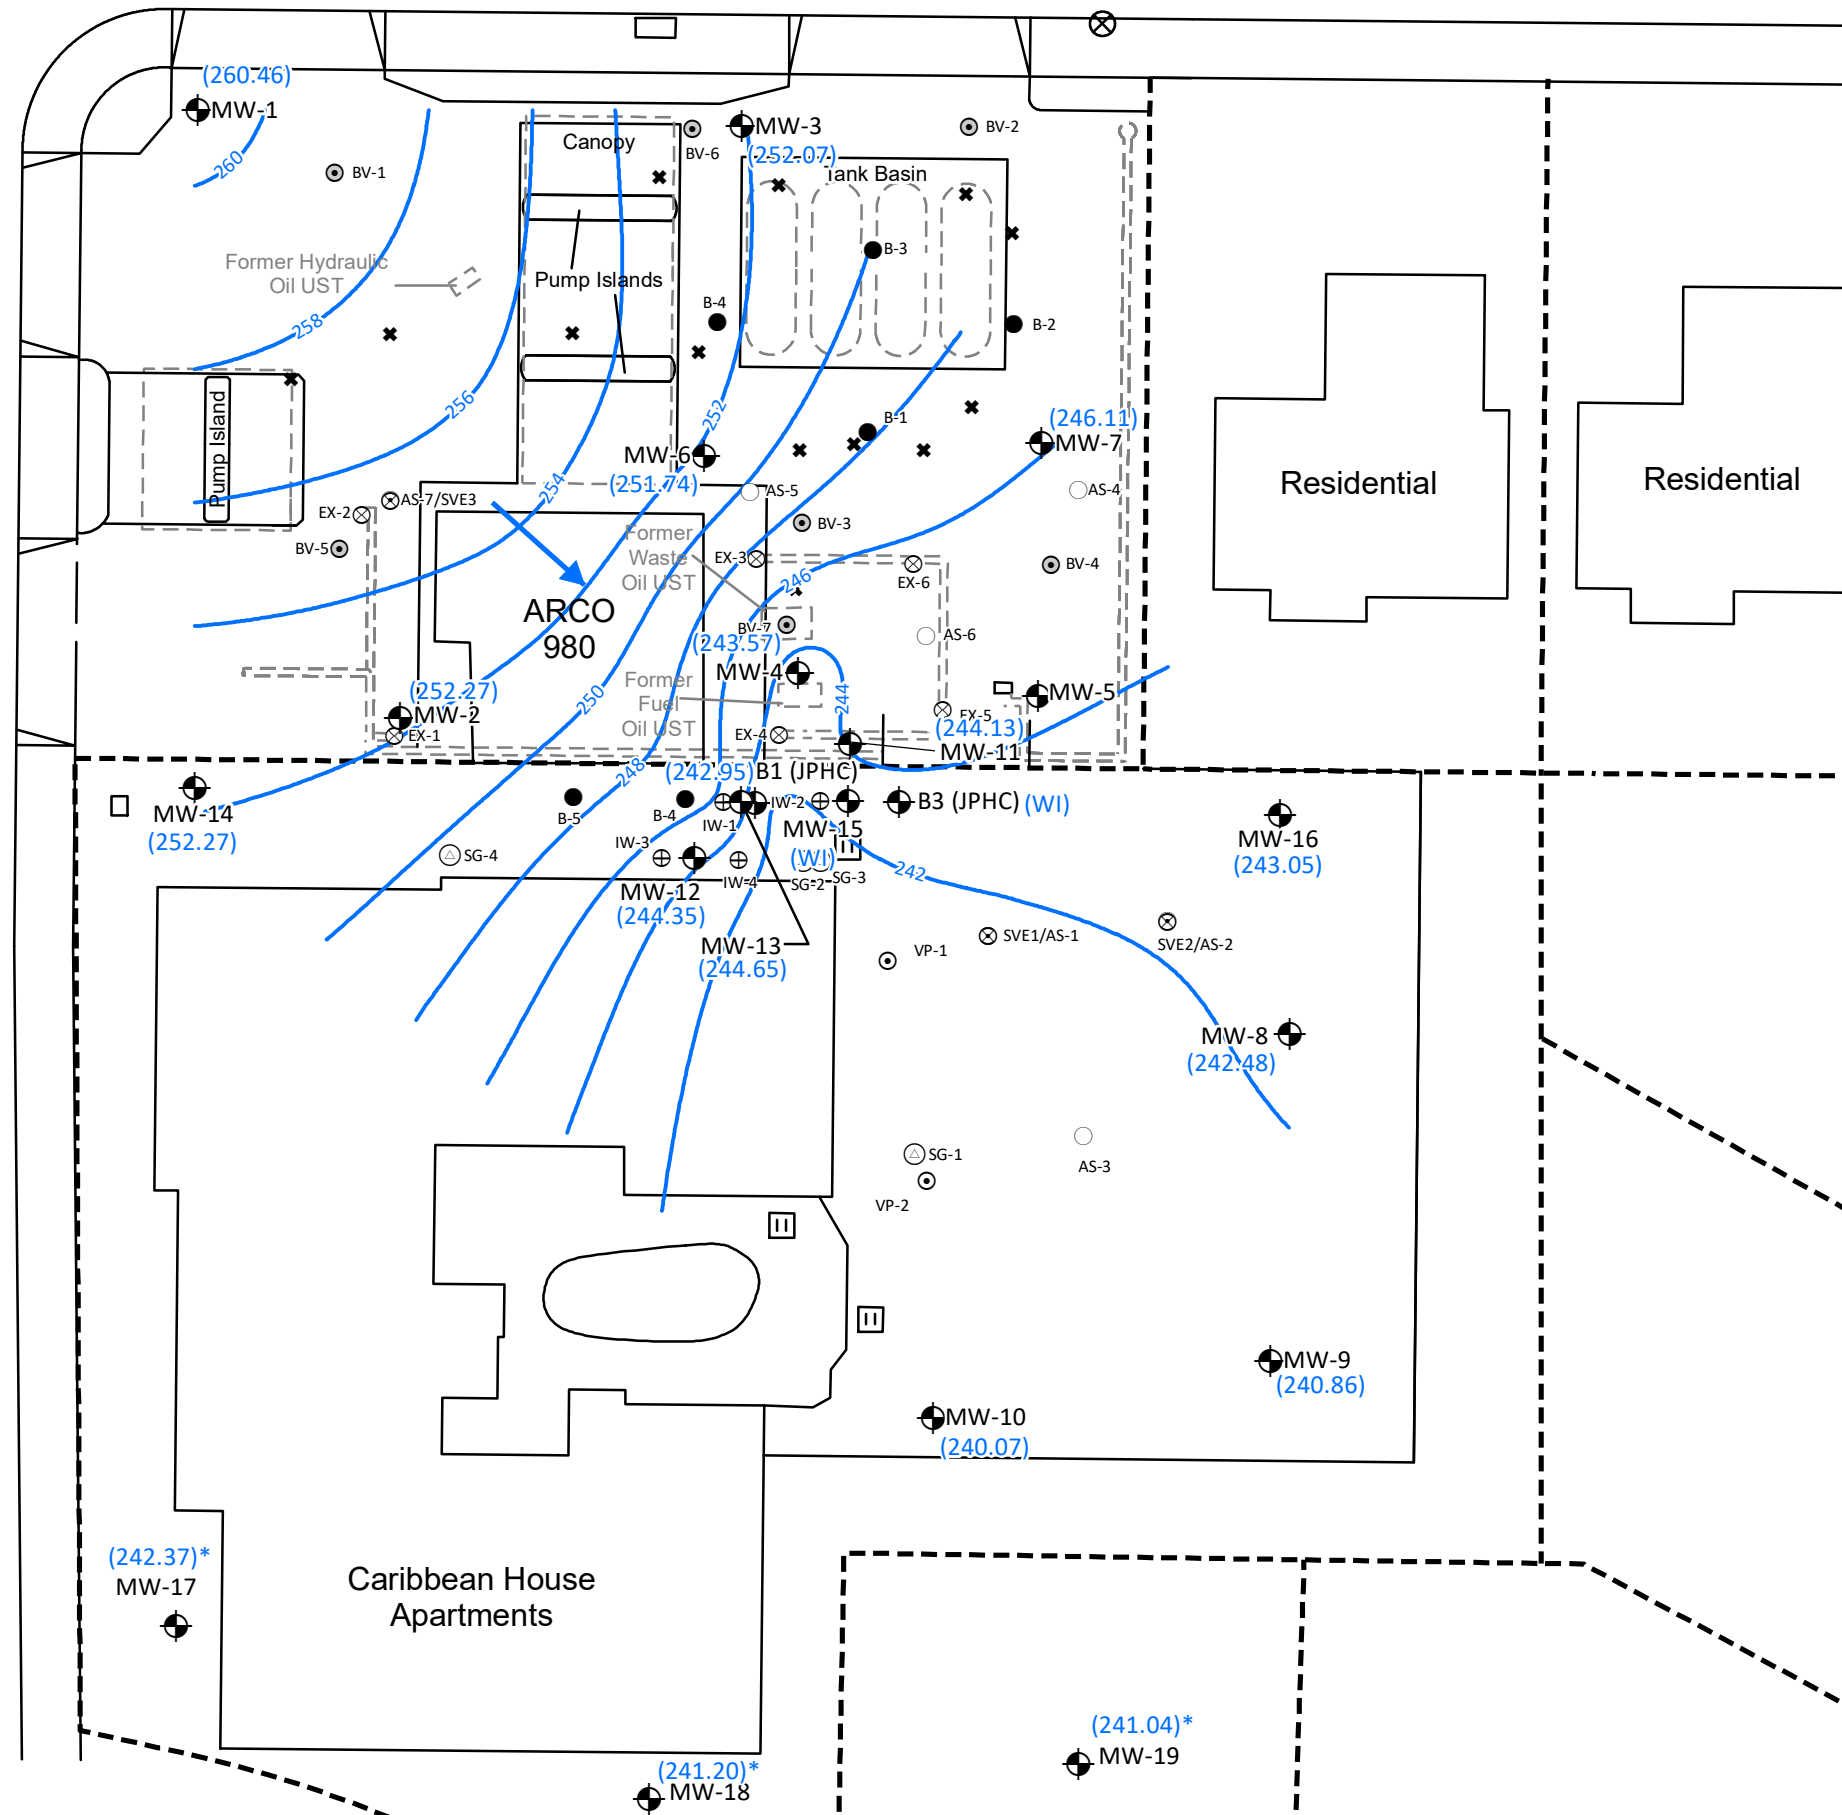 (260.46)
MW-1
260
BV-1
Former Hydraulic
Oil UST
258
Canopy
BV-6
MW-3
(252.07)
Tank Basin
BV-2
B-3
Pump Islands
B-4
B-2
Pump Island
256
252
254
B-1
(246.11)
MW-7
MW-6
(251.74)
AS-5
AS-4
AS-7/SVE3
EX-2
BV-5
BV-3
BV-4
Former
Waste
Oil UST
EX-3
EX-6
246
ARCO
980
BV-7
AS-6
(243.57)
MW-4
Former
Fuel
Oil UST
244
(252.27)
MW-2
EX-1
250
248
EX-4
MW-5
EX-5
(244.13)
MW-11
Residential
Residential
MW-14
(252.27)
B-5
B-4
(242.95)
B1 (JPHC)
IW-1
IW-2
MW-15
(WI)
B3 (JPHC)
(WI)
MW-16
(243.05)
IW-3
SG-4
MW-12
(244.35)
IW-4
SG-2
SG-3
242
MW-13
(244.65)
VP-1
SVE1/AS-1
SVE2/AS-2
MW-8
(242.48)
SG-1
VP-2
AS-3
MW-9
(240.86)
MW-10
(240.07)
(242.37)*
MW-17
Caribbean House
Apartments
(241.20)*
MW-18
(241.04)*
MW-19